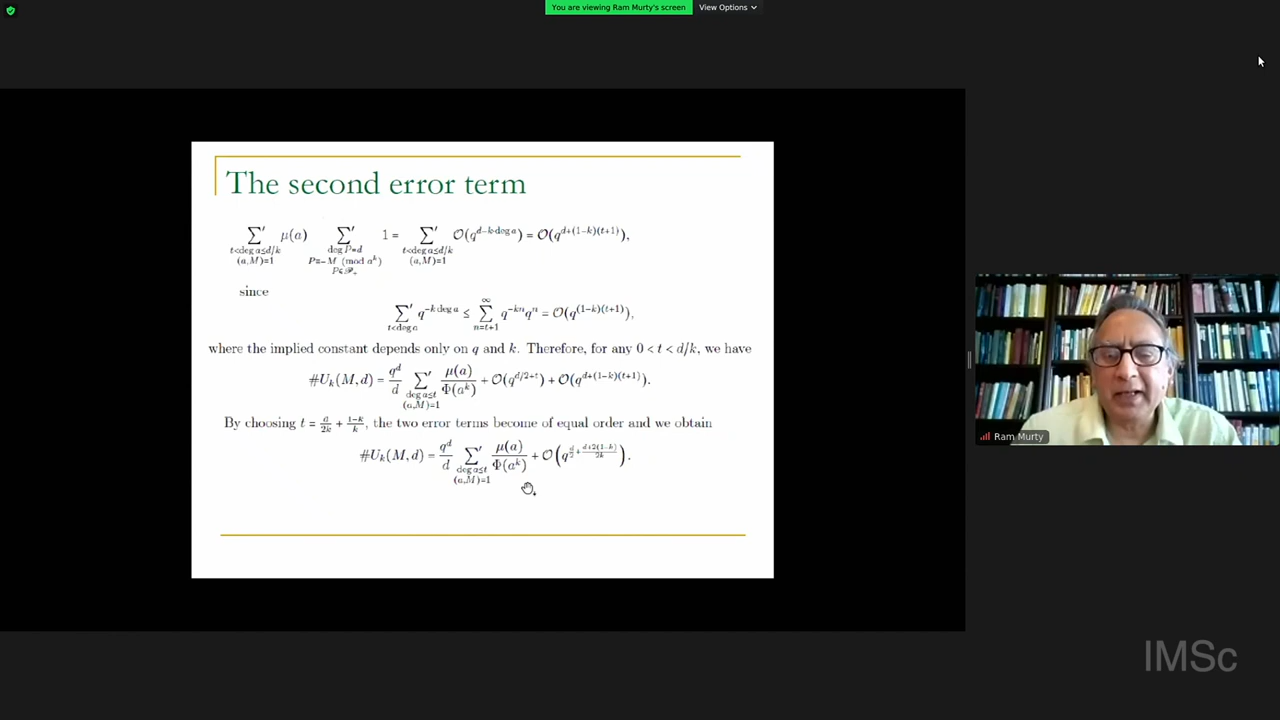 You are viewing Ram Murty's screen
View Options
The second error term
∑′ μ(a) ∑′ 1 = ∑′ O(q^{d−k deg a}) = O(q^{d+(1−k)(t+1)}),
t<deg a≤d/k deg P=d t<deg a≤d/k
(a,M)=1 P≡−M (mod a^k) (a,M)=1
P∈𝒫₊
since
∑′ q^{−k deg a} ≤ ∑_{n=t+1}^{∞} q^{−kn} q^n = O(q^{(1−k)(t+1)}),
t<deg a
where the implied constant depends only on q and k. Therefore, for any 0 < t < d/k, we have
#U_k(M,d) = q^d/d ∑′ μ(a)/Φ(a^k) + O(q^{d/2+t}) + O(q^{d+(1−k)(t+1)}).
deg a≤t
(a,M)=1
By choosing t = d/2k + 1−k/k, the two error terms become of equal order and we obtain
#U_k(M,d) = q^d/d ∑′ μ(a)/Φ(a^k) + O(q^{d/2 + d+2(1−k)/2k}).
deg a≤t
(a,M)=1
Ram Murty
IMSc